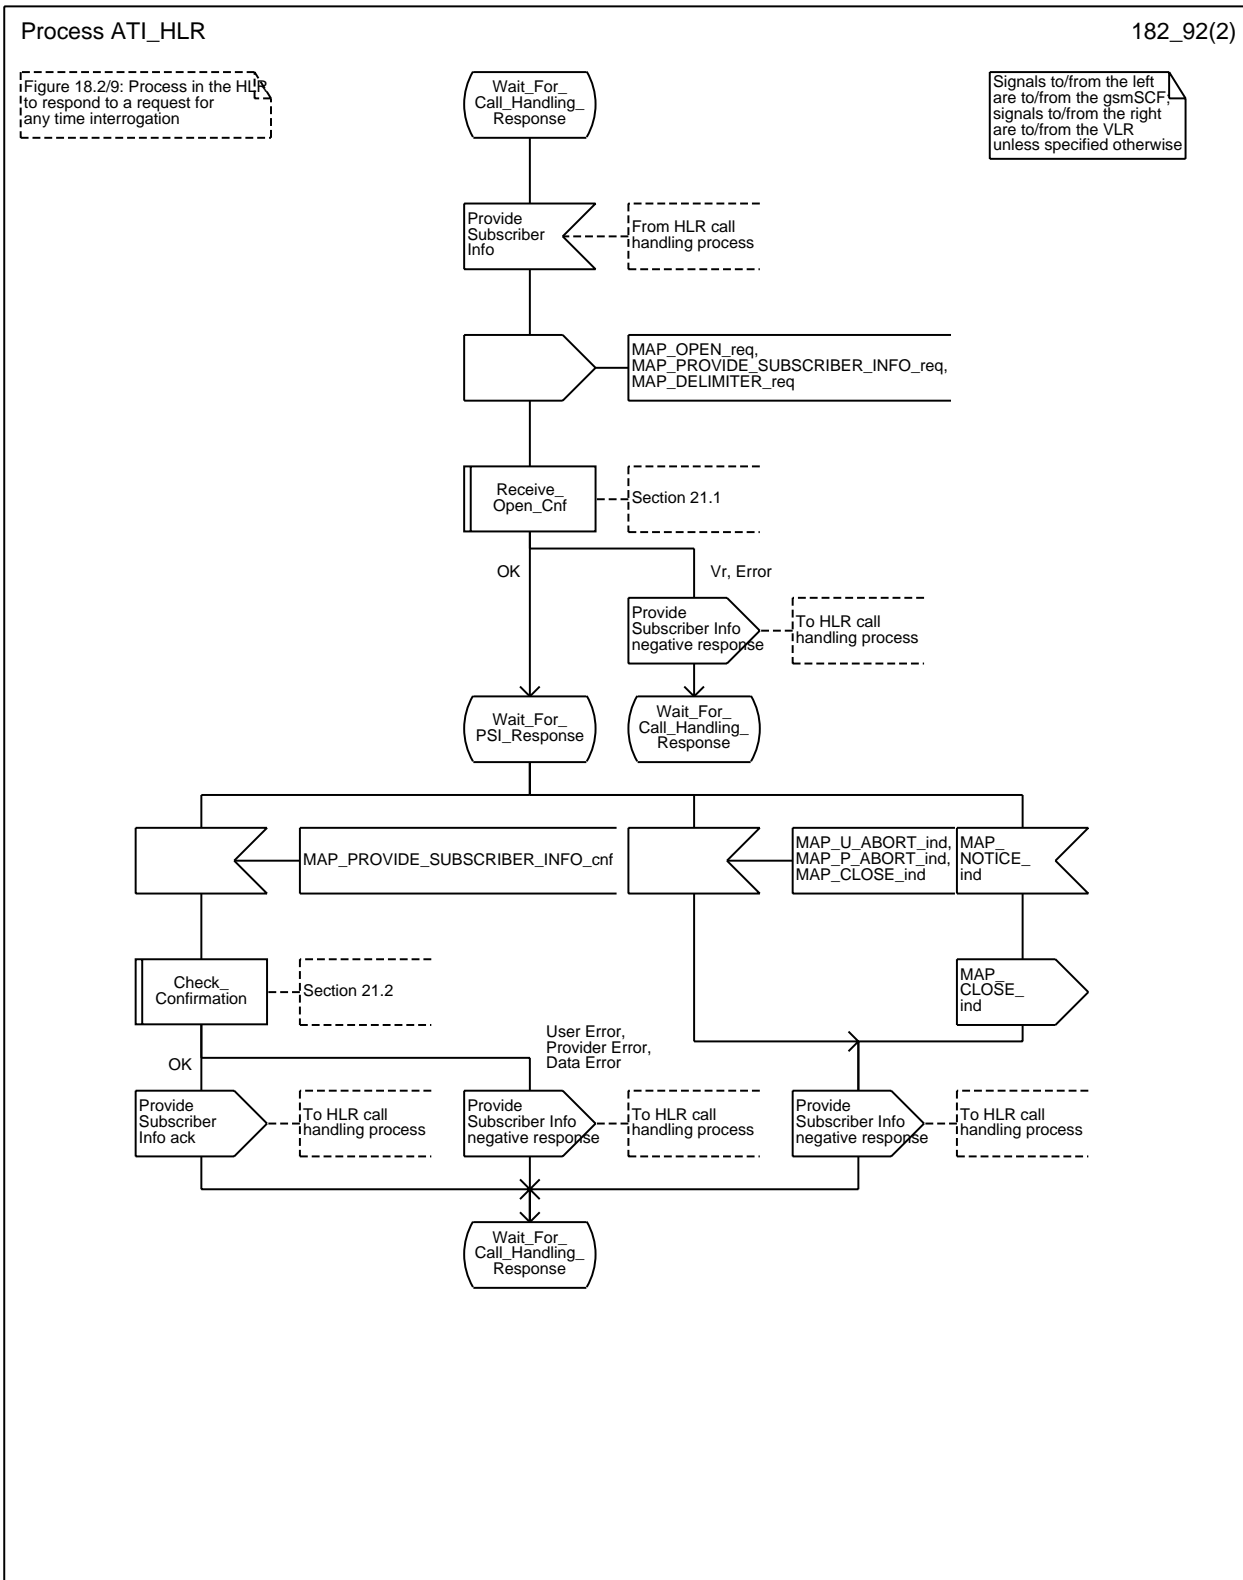 Process ATI_HLR
182_92(2)
Figure 18.2/9: Process in the HLR
to respond to a request for
any time interrogation
Wait_For_
Call_Handling_
Response
Signals to/from the left
are to/from the gsmSCF;
signals to/from the right
are to/from the VLR
unless specified otherwise
Provide
Subscriber
Info
From HLR call
handling process
MAP_OPEN_req,
MAP_PROVIDE_SUBSCRIBER_INFO_req,
MAP_DELIMITER_req
Receive_
Open_Cnf
Section 21.1
OK
Vr, Error
Provide
Subscriber Info
negative response
To HLR call
handling process
Wait_For_
PSI_Response
Wait_For_
Call_Handling_
Response
MAP_PROVIDE_SUBSCRIBER_INFO_cnf
MAP_U_ABORT_ind,
MAP_P_ABORT_ind,
MAP_CLOSE_ind
MAP_
NOTICE_
ind
Check_
Confirmation
Section 21.2
MAP_
CLOSE_
ind
User Error,
Provider Error,
Data Error
OK
Provide
Subscriber
Info ack
To HLR call
handling process
Provide
Subscriber Info
negative response
To HLR call
handling process
Provide
Subscriber Info
negative response
To HLR call
handling process
Wait_For_
Call_Handling_
Response